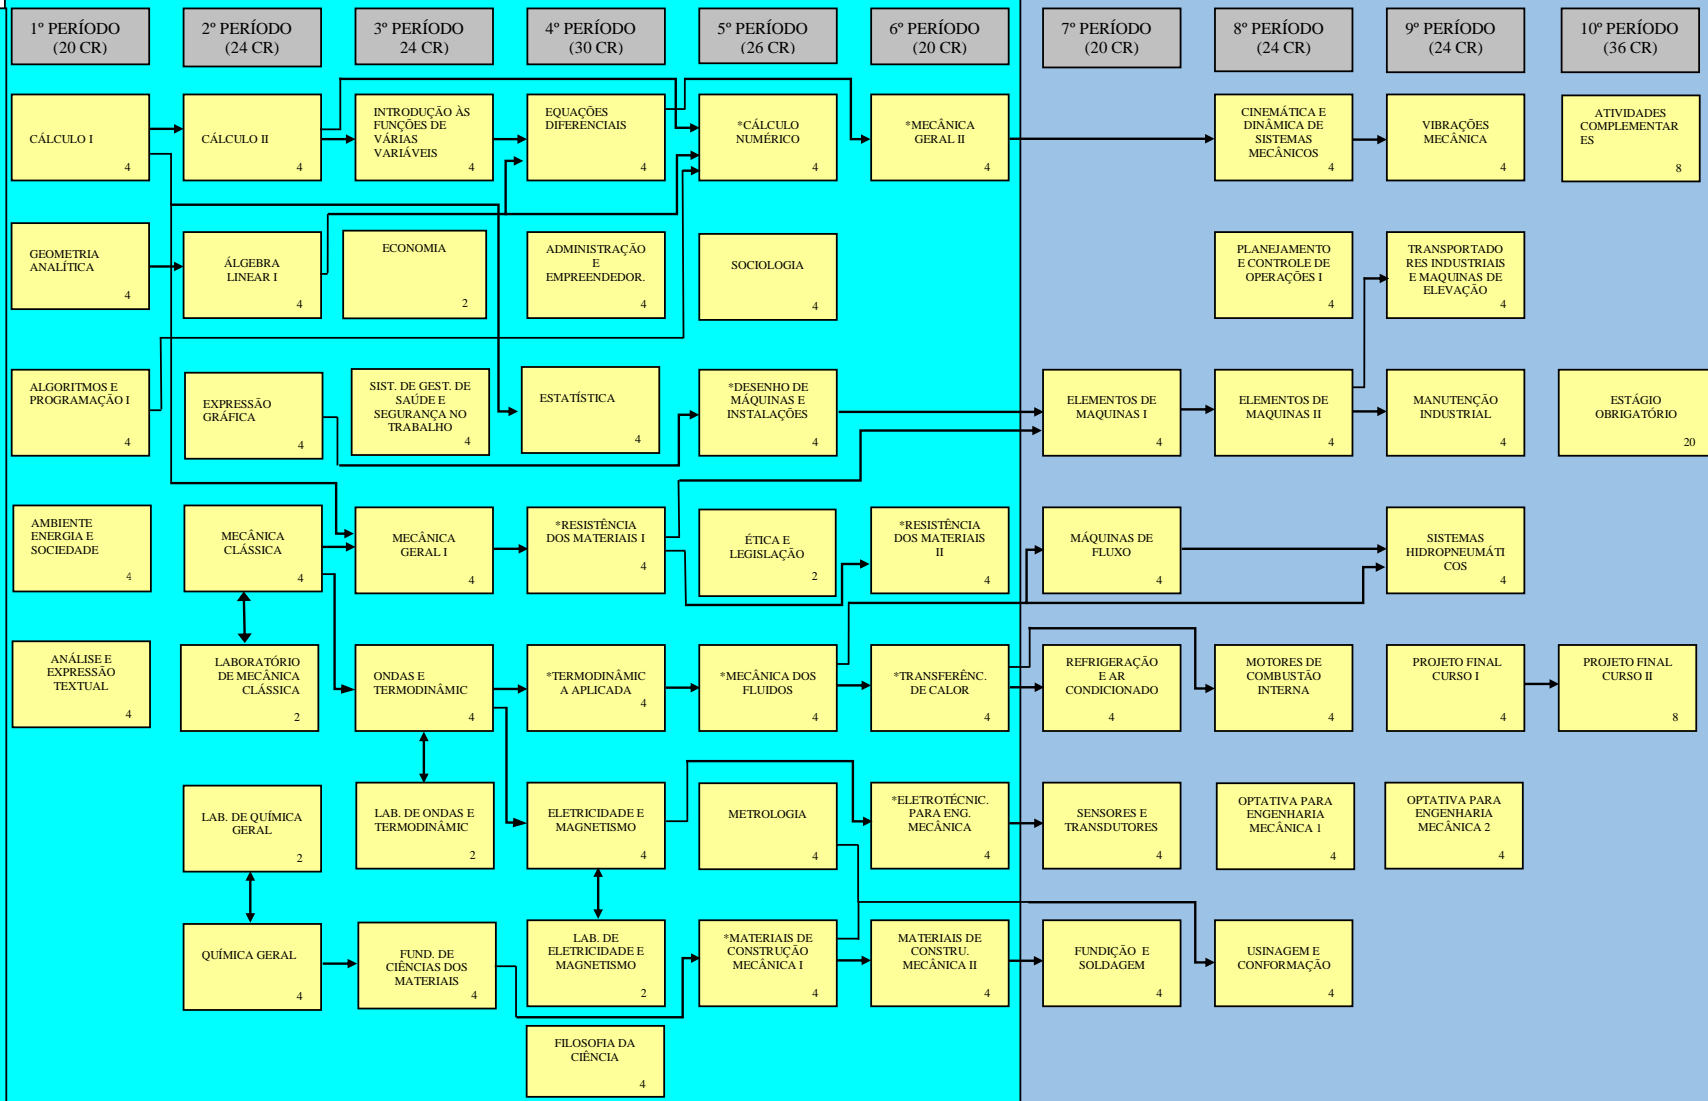 1º PERÍODO
(20 CR)
2º PERÍODO
(24 CR)
3º PERÍODO
24 CR)
4º PERÍODO
(30 CR)
5º PERÍODO
(26 CR)
6º PERÍODO
(20 CR)
7º PERÍODO
(20 CR)
8º PERÍODO
(24 CR)
9º PERÍODO
(24 CR)
10º PERÍODO
(36 CR)
CÁLCULO I
4
CÁLCULO II
4
INTRODUÇÃO ÀS
FUNÇÕES DE
VÁRIAS
VARIÁVEIS
4
EQUAÇÕES
DIFERENCIAIS
4
*CÁLCULO
NUMÉRICO
4
*MECÂNICA
GERAL II
4
CINEMÁTICA E
DINÂMICA DE
SISTEMAS
MECÂNICOS
4
VIBRAÇÕES
MECÂNICA
4
ATIVIDADES
COMPLEMENTAR
ES
8
GEOMETRIA
ANALÍTICA
4
ÁLGEBRA
LINEAR I
4
ECONOMIA
2
ADMINISTRAÇÃO
E
EMPREENDEDOR.
4
SOCIOLOGIA
4
PLANEJAMENTO
E CONTROLE DE
OPERAÇÕES I
4
TRANSPORTADO
RES INDUSTRIAIS
E MAQUINAS DE
ELEVAÇÃO
4
ALGORITMOS E
PROGRAMAÇÃO I
4
EXPRESSÃO
GRÁFICA
4
SIST. DE GEST. DE
SAÚDE E
SEGURANÇA NO
TRABALHO
4
ESTATÍSTICA
4
*DESENHO DE
MÁQUINAS E
INSTALAÇÕES
4
ELEMENTOS DE
MAQUINAS I
4
ELEMENTOS DE
MAQUINAS II
4
MANUTENÇÃO
INDUSTRIAL
4
ESTÁGIO
OBRIGATÓRIO
20
AMBIENTE
ENERGIA E
SOCIEDADE
4
MECÂNICA
CLÁSSICA
4
MECÂNICA
GERAL I
4
*RESISTÊNCIA
DOS MATERIAIS I
4
ÉTICA E
LEGISLAÇÃO
2
*RESISTÊNCIA
DOS MATERIAIS
II
4
MÁQUINAS DE
FLUXO
4
SISTEMAS
HIDROPNEUMÁTI
COS
4
ANÁLISE E
EXPRESSÃO
TEXTUAL
4
LABORATÓRIO
DE MECÂNICA
CLÁSSICA
2
ONDAS E
TERMODINÂMIC
4
*TERMODINÂMIC
A APLICADA
4
*MECÂNICA DOS
FLUIDOS
4
*TRANSFERÊNC.
DE CALOR
4
REFRIGERAÇÃO
E AR
CONDICIONADO
4
MOTORES DE
COMBUSTÃO
INTERNA
4
PROJETO FINAL
CURSO I
4
PROJETO FINAL
CURSO II
8
LAB. DE QUÍMICA
GERAL
2
LAB. DE ONDAS E
TERMODINÂMIC
2
ELETRICIDADE E
MAGNETISMO
4
METROLOGIA
4
*ELETROTÉCNIC.
PARA ENG.
MECÂNICA
4
SENSORES E
TRANSDUTORES
4
OPTATIVA PARA
ENGENHARIA
MECÂNICA 1
4
OPTATIVA PARA
ENGENHARIA
MECÂNICA 2
4
QUÍMICA GERAL
4
FUND. DE
CIÊNCIAS DOS
MATERIAIS
4
LAB. DE
ELETRICIDADE E
MAGNETISMO
2
*MATERIAIS DE
CONSTRUÇÃO
MECÂNICA I
4
MATERIAIS DE
CONSTRU.
MECÂNICA II
4
FUNDIÇÃO E
SOLDAGEM
4
USINAGEM E
CONFORMAÇÃO
4
FILOSOFIA DA
CIÊNCIA
4